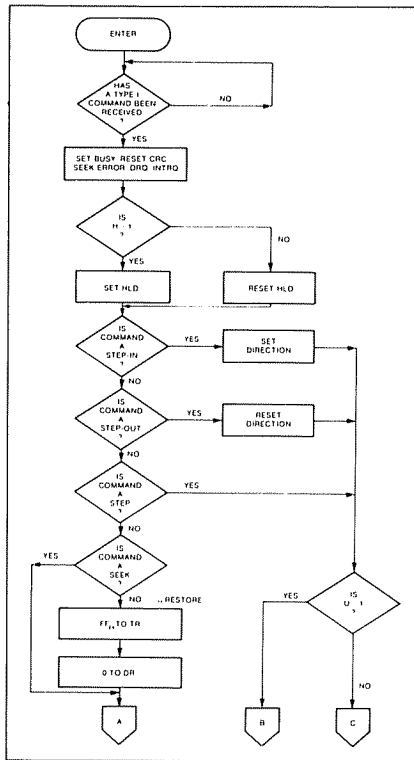 ENTER
HAS
A TYPE I
COMMAND BEEN
RECEIVED
?
NO
YES
SET BUSY RESET CRC
SEEK ERROR DRQ INTRQ
IS
?
NO
YES
SET HLD
RESET HLD
IS
COMMAND
A
STEP-IN
?
YES
SET
DIRECTION
NO
IS
COMMAND
A
STEP-OUT
?
YES
RESET
DIRECTION
NO
IS
COMMAND
A
STEP
?
YES
NO
IS
COMMAND
A
SEEK
?
YES
NO
RESTORE
TO TR
0 TO DR
A
IS
?
YES
NO
B
C